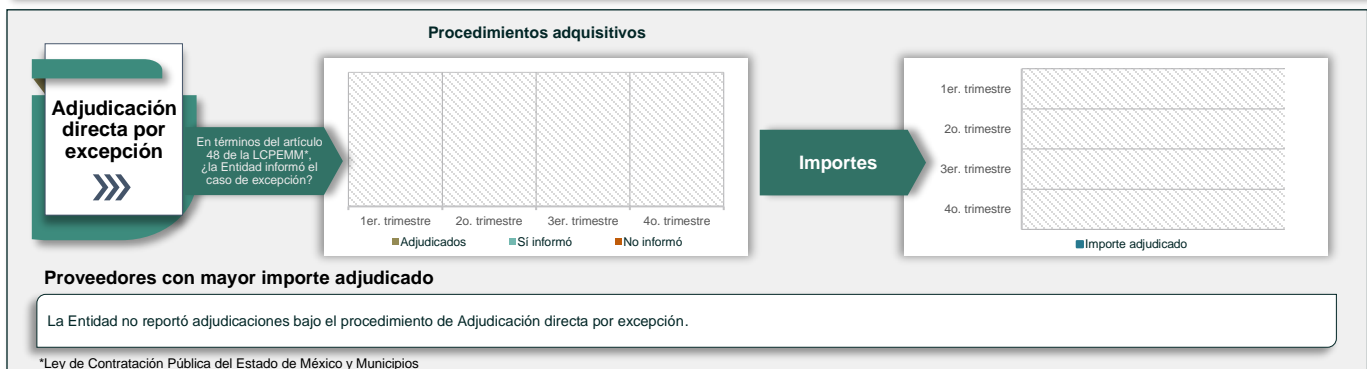 Procedimientos adquisitivos
Adjudicación
directa por
excepción
En términos del artículo
48 de la LCPEMM*,
¿la Entidad informó el
caso de excepción?
1er. trimestre 2o. trimestre 3er. trimestre 4o. trimestre
Adjudicados Sí informó No informó
Importes
1er. trimestre
2o. trimestre
3er. trimestre
4o. trimestre
Importe adjudicado
Proveedores con mayor importe adjudicado
La Entidad no reportó adjudicaciones bajo el procedimiento de Adjudicación directa por excepción.
*Ley de Contratación Pública del Estado de México y Municipios